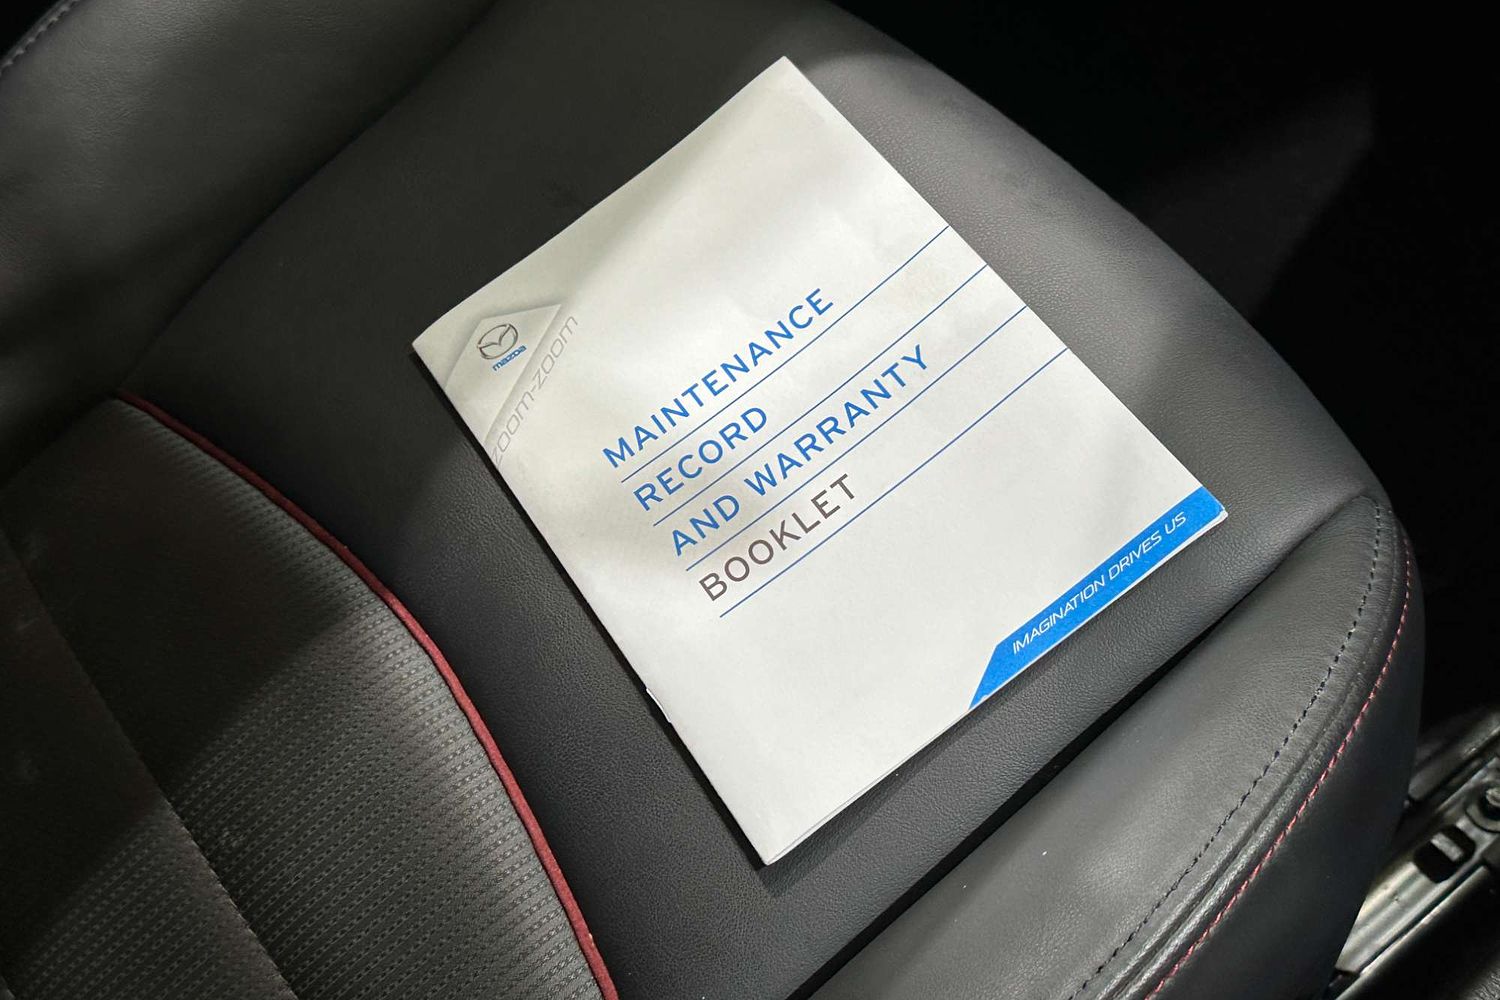 mazda
zoom-zoom
MAINTENANCE
RECORD
AND WARRANTY
BOOKLET
IMAGINATION DRIVES US